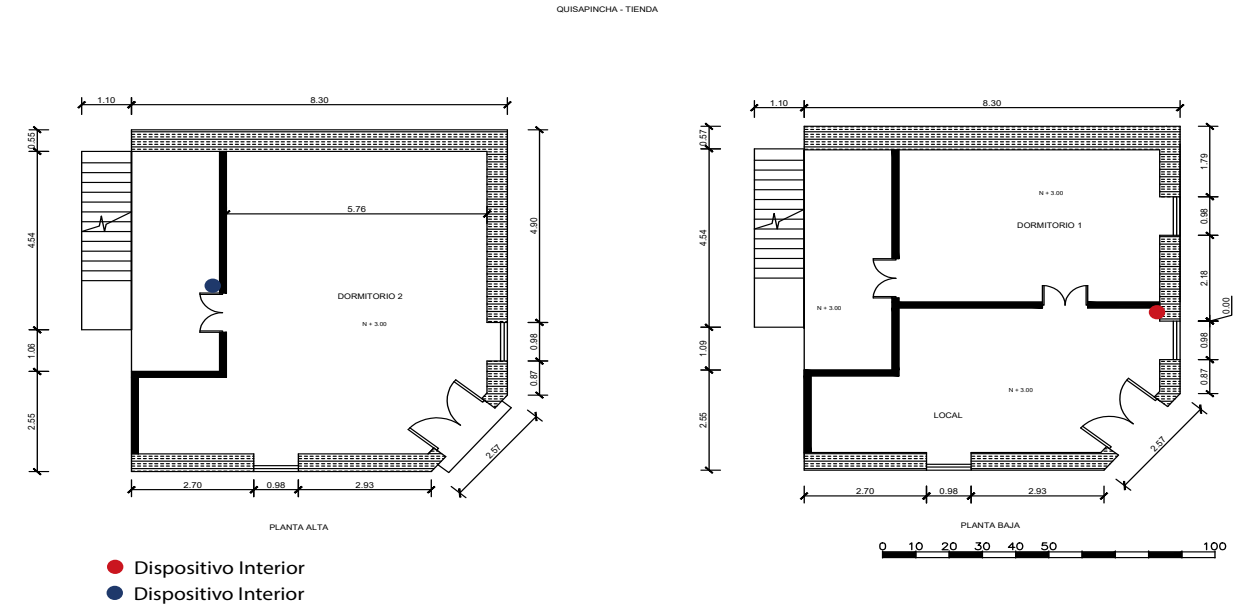 QUISAPINCHA - TIENDA
1.10
8.30
0.55
4.54
1.06
2.55
5.76
4.90
0.98
0.87
2.57
DORMITORIO 2
N + 3.00
2.70
0.98
2.93
PLANTA ALTA
1.10
8.30
0.57
4.54
1.09
2.55
1.79
0.98
2.18
0.00
0.98
0.87
2.57
N + 3.00
DORMITORIO 1
N + 3.00
N + 3.00
LOCAL
2.70
0.98
2.93
PLANTA BAJA
0 10 20 30 40 50 100
Dispositivo Interior
Dispositivo Interior